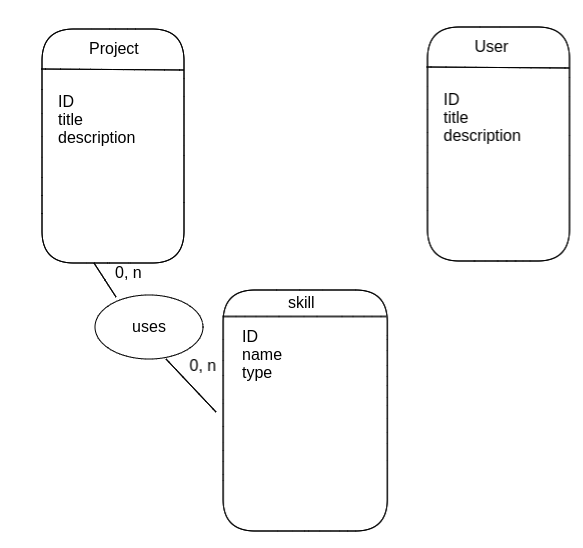 Project
ID
title
description
User
ID
title
description
0, n
uses
0, n
skill
ID
name
type